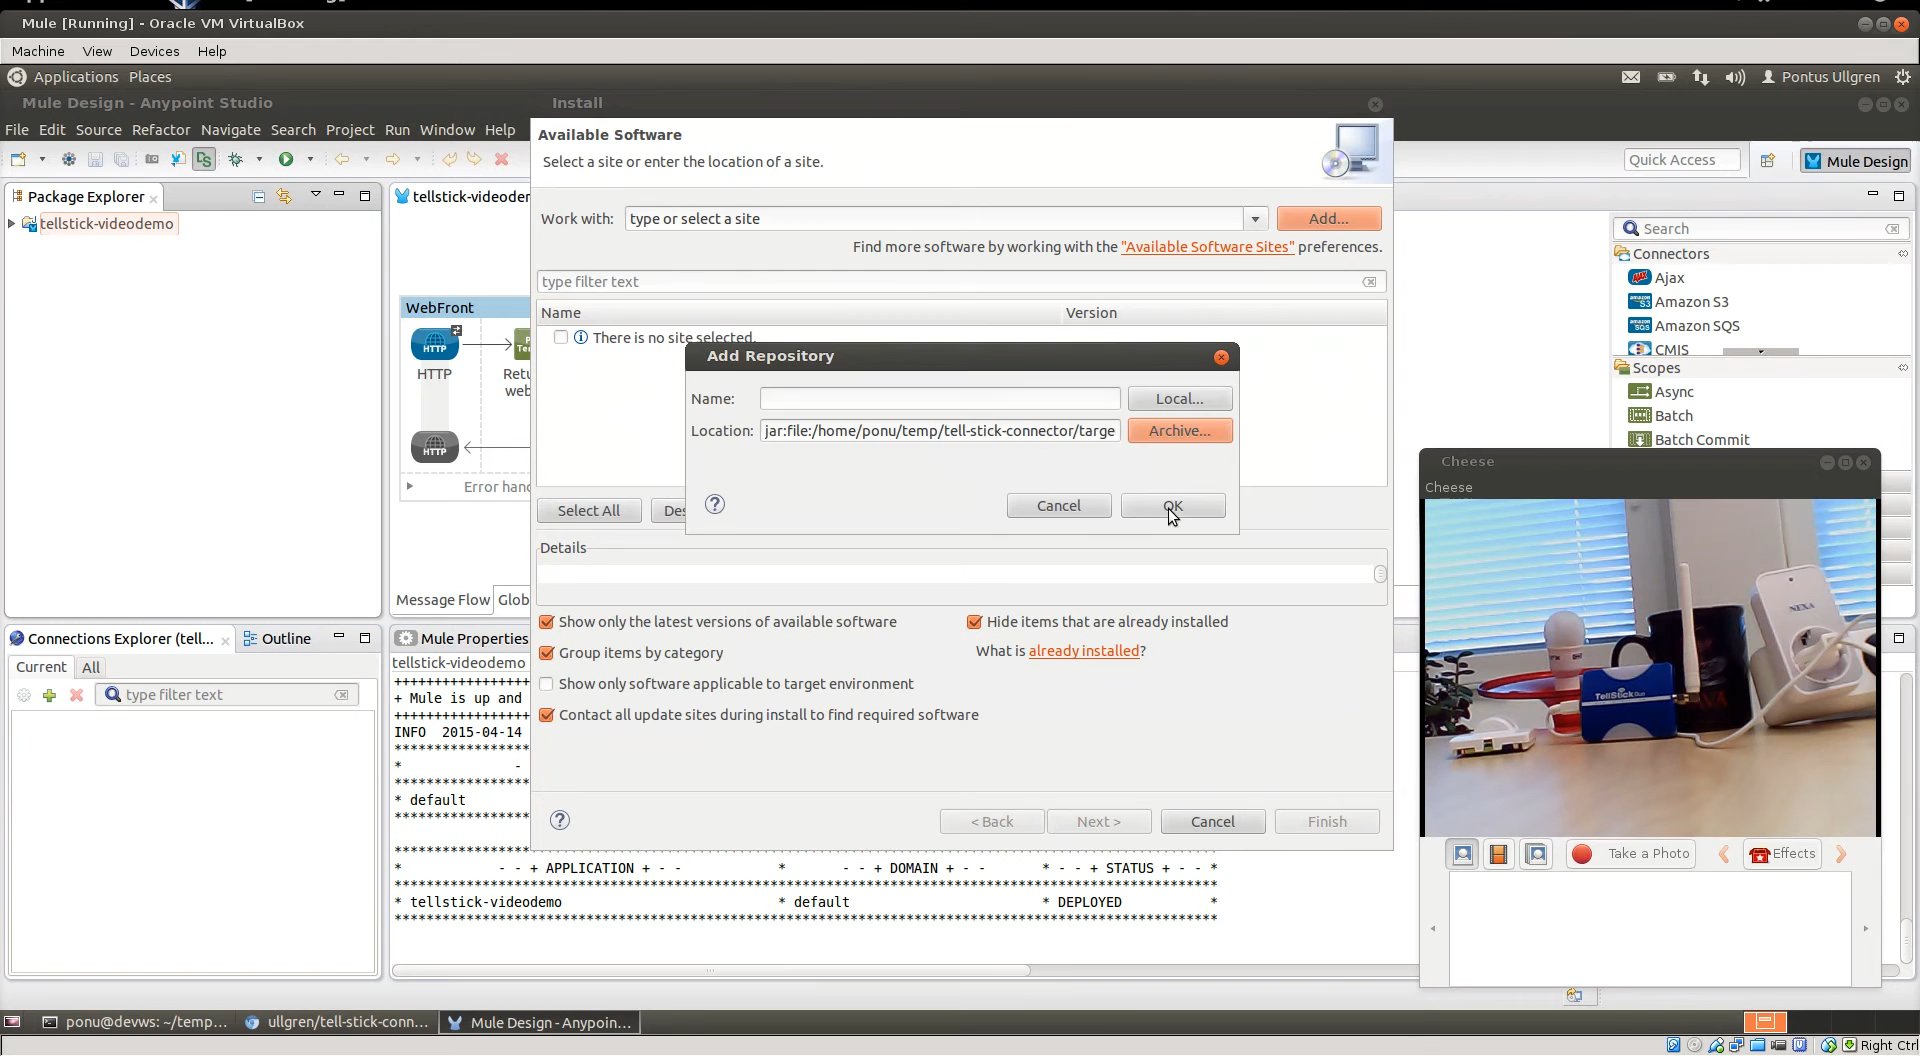 Mule [Running] - Oracle VM VirtualBox
Machine View Devices Help
Applications Places
Pontus Ullgren
Mule Design - Anypoint Studio
Install
File Edit Source Refactor Navigate Search Project Run Window Help
Available Software
Select a site or enter the location of a site.
Quick Access
Mule Design
Package Explorer
tellstick-videodemo
tellstick-videoder
Work with:
type or select a site
Add...
Find more software by working with the "Available Software Sites" preferences.
type filter text
Name
Version
There is no site selected.
Search
Connectors
Ajax
Amazon S3
Amazon SQS
CMIS
Scopes
Async
Batch
Batch Commit
WebFront
HTTP
HTTP
Retu
web
HTTP
Error hand
Add Repository
Name:
Local...
Location:
jar:file:/home/ponu/temp/tell-stick-connector/targe
Archive...
Cancel
OK
Select All
Des
Details
Message Flow
Glob
Show only the latest versions of available software
Hide items that are already installed
Group items by category
What is already installed?
Show only software applicable to target environment
Contact all update sites during install to find required software
< Back
Next >
Cancel
Finish
Connections Explorer (tell...
Outline
Current
All
type filter text
Mule Properties
tellstick-videodemo
+++++++++++++++++
+ Mule is up and
+++++++++++++++++
INFO 2015-04-14
*****************
* -
*****************
* default
*****************
*******************************************************************************************************
* - - + APPLICATION + - - * - - + DOMAIN + - - * - - + STATUS + - - *
*******************************************************************************************************
* tellstick-videodemo * default * DEPLOYED *
*******************************************************************************************************
Cheese
Cheese
TellStick Duo
NEXA
Take a Photo
Effects
ponu@devws: ~/temp...
ullgren/tell-stick-conn...
Mule Design - Anypoin...
Right Ctrl